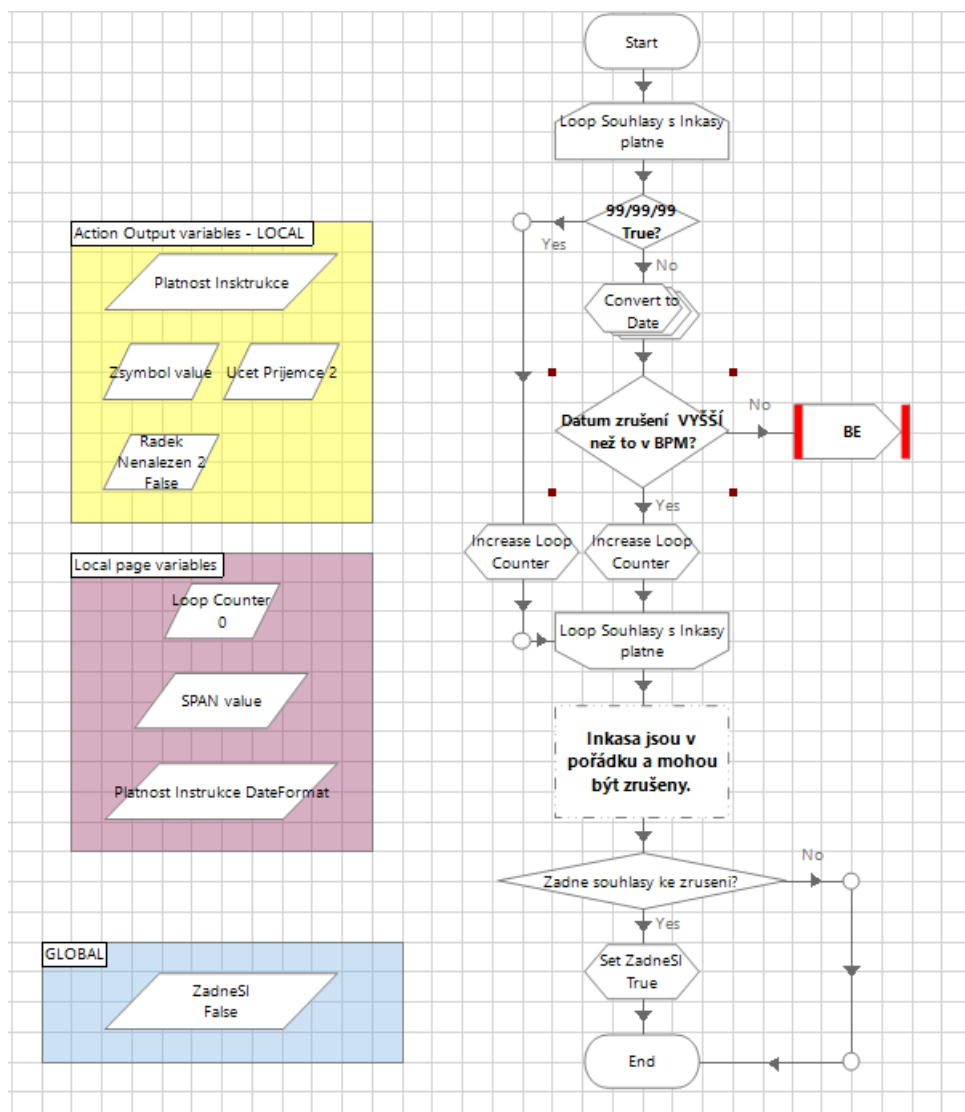 Start
Loop Souhlasy s Inkasy
platne
99/99/99
True?
Yes
No
Convert to
Date
Datum zrušení VYŠŠÍ
než to v BPM?
No
BE
Yes
Increase Loop
Counter
Increase Loop
Counter
Loop Souhlasy s Inkasy
platne
Inkasa jsou v
pořádku a mohou
být zrušeny.
Zadne souhlasy ke zruseni?
No
Yes
Set ZadneSI
True
End
Action Output variables - LOCAL
Platnost Insktrukce
Zsymbol value
Ucet Prijemce 2
Radek
Nenalezen 2
False
Local page variables
Loop Counter
0
SPAN value
Platnost Instrukce DateFormat
GLOBAL
ZadneSI
False